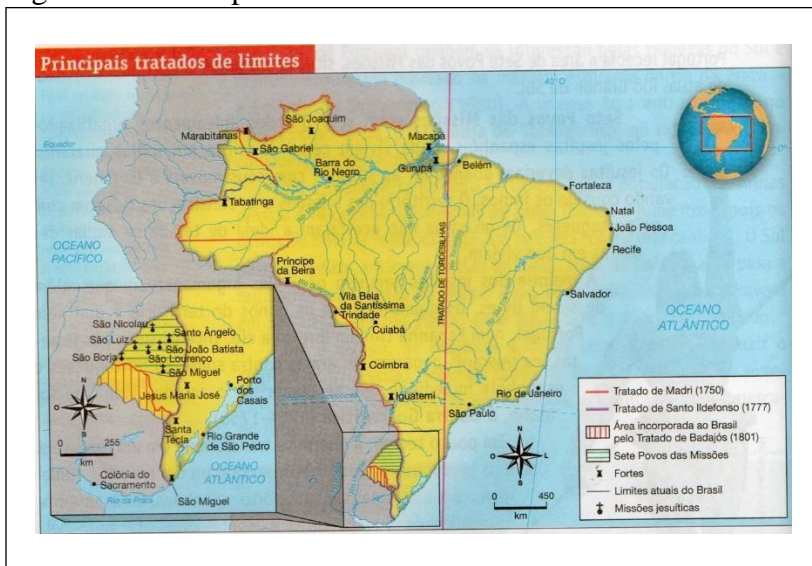 Principais tratados de limites
40° O
São Joaquim
Marabitanas
Macapá
São Gabriel
Equador
0°
Barra do
Rio Negro
Gurupá
Belém
Fortaleza
Tabatinga
Natal
João Pessoa
Recife
OCEANO
PACÍFICO
TRATADO DE TORDESILHAS
Príncipe
da Beira
Vila Bela da
Santíssima
Trindade
Cuiabá
Salvador
OCEANO
ATLÂNTICO
Coimbra
Iguatemi
São Paulo
Rio de Janeiro
São Nicolau
Santo Ângelo
São Luiz
São João Batista
São Borja
São Lourenço
São Miguel
Jesus Maria José
Porto
dos
Casais
N
O
L
S
Santa
Tecla
Rio Grande
de São Pedro
0 255
km
Colônia do
Sacramento
OCEANO
ATLÂNTICO
Rio da Prata
São Miguel
N
O
L
S
0 450
km
Tratado de Madri (1750)
Tratado de Santo Ildefonso (1777)
Área incorporada ao Brasil
pelo Tratado de Badajós (1801)
Sete Povos das Missões
Fortes
Limites atuais do Brasil
Missões jesuíticas